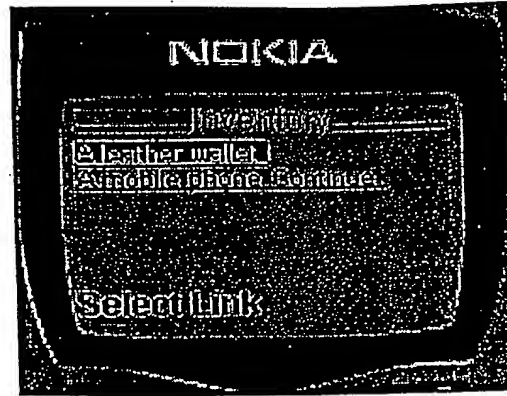 NOKIA
Inventory
A leather wallet
A mobile phone Continue
Select Link